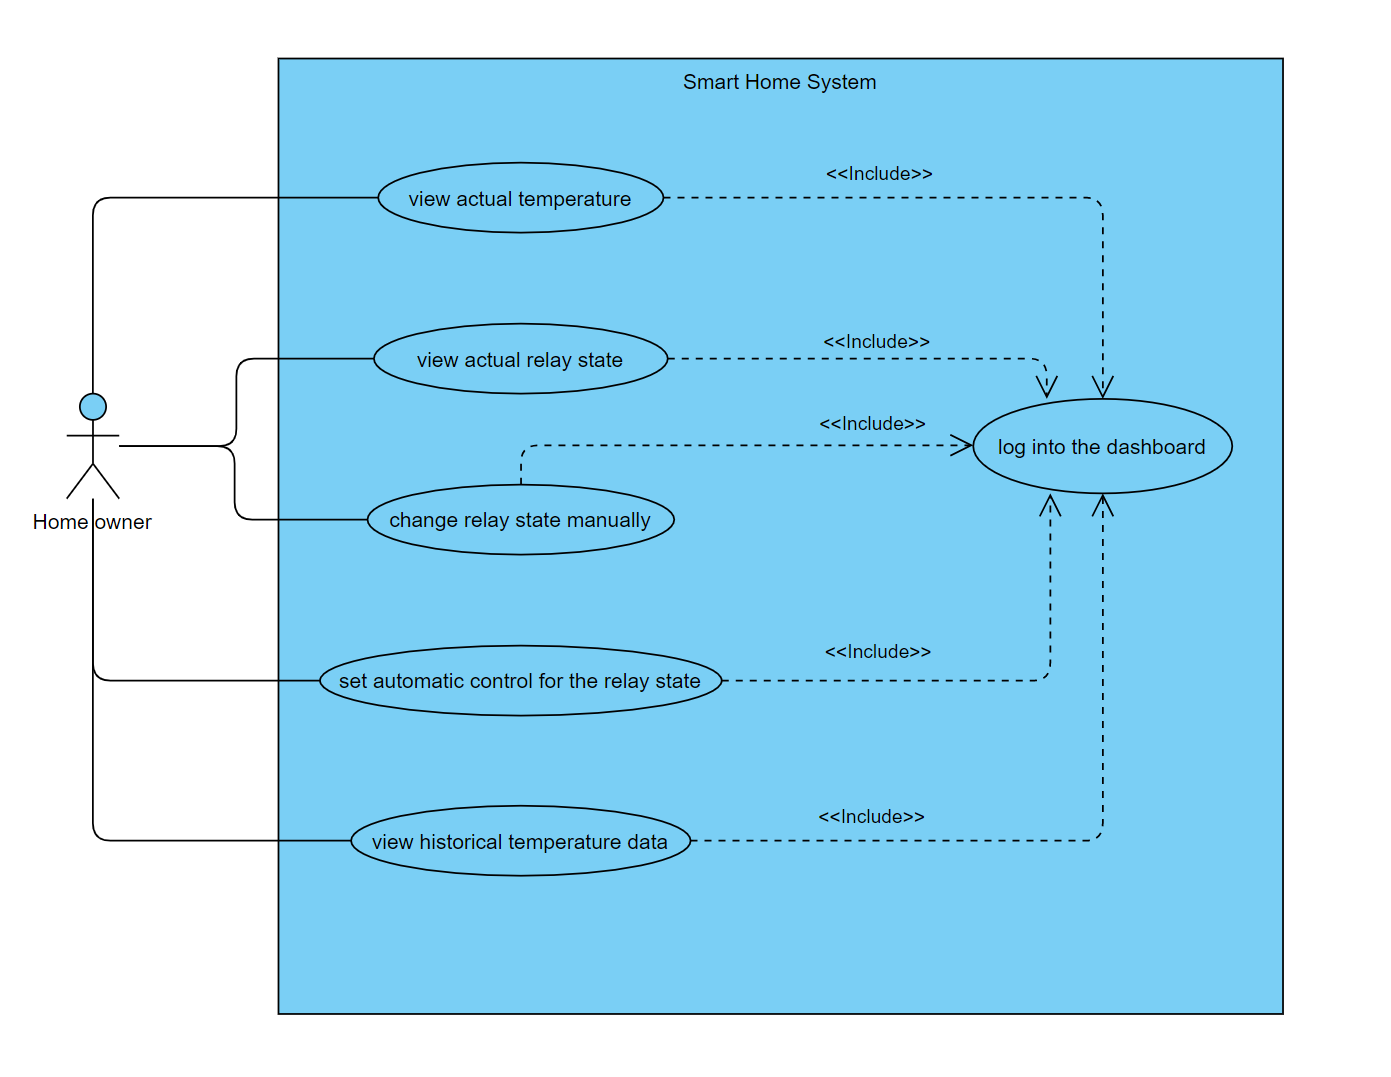 Smart Home System
view actual temperature
<<Include>>
view actual relay state
<<Include>>
<<Include>>
log into the dashboard
change relay state manually
Home owner
set automatic control for the relay state
<<Include>>
view historical temperature data
<<Include>>